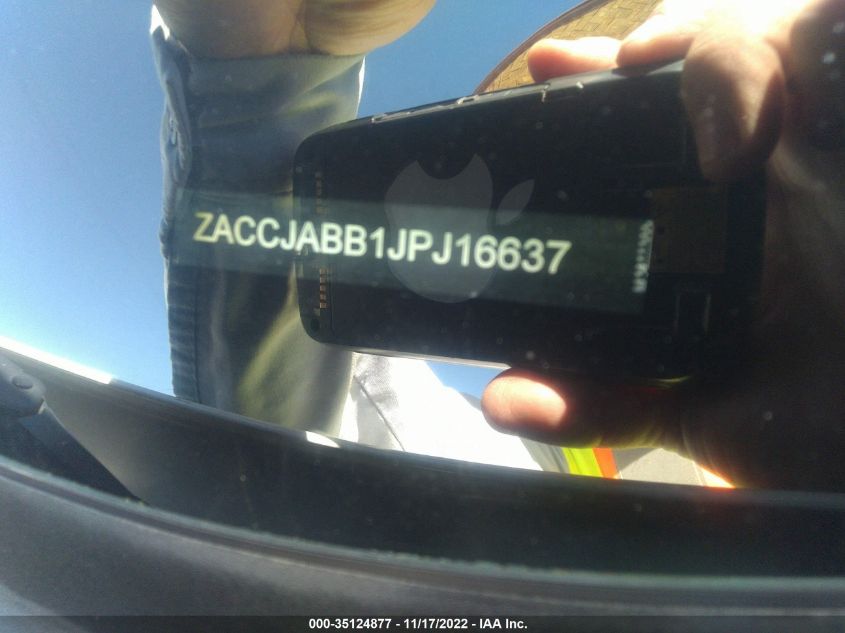 ZACCJABB1JPJ16637
000-35124877 - 11/17/2022 - IAA Inc.